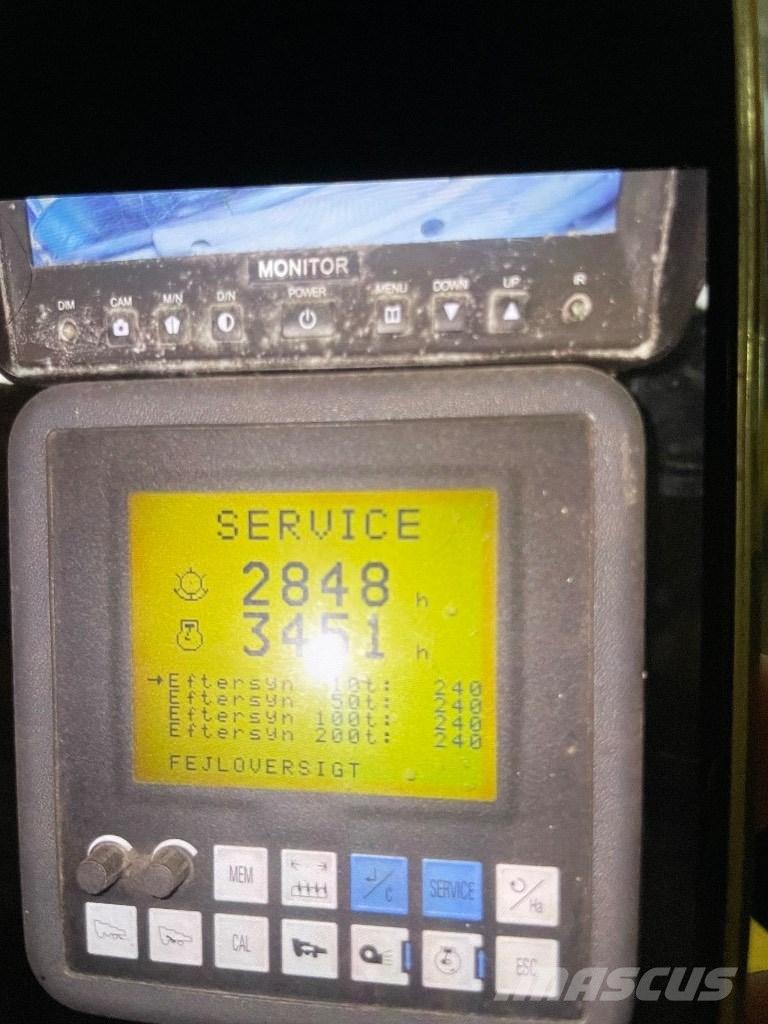 MONITOR
DIM CAM M/N D/N POWER MENU DOWN UP IR
SERVICE
2848 h
3451 h
→Eftersyn 10t: 240
Eftersyn 50t: 240
Eftersyn 100t: 240
Eftersyn 200t: 240
FEJLOVERSIGT
MEM
/C
SERVICE
/Ha
CAL
ESC
MASCUS